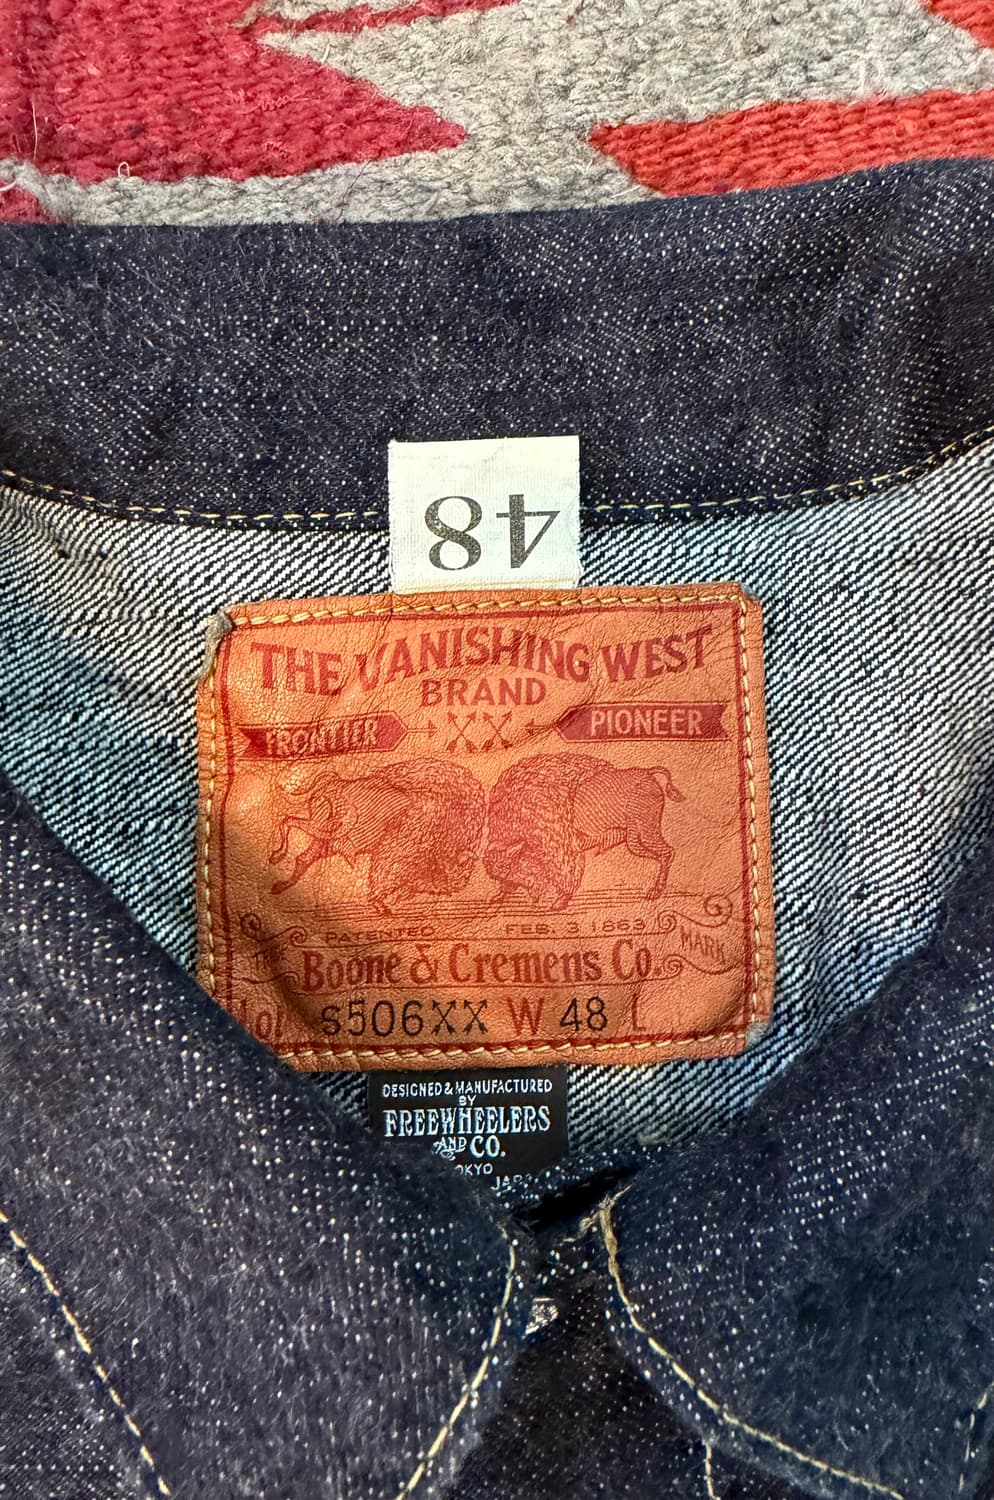 48
THE VANISHING WEST
BRAND
FRONTIER PIONEER
PATENTED FEB. 3 1863
MARK
Boone & Cremens Co.
S506XX W 48 L
DESIGNED & MANUFACTURED
BY
FREEWHEELERS
AND CO.